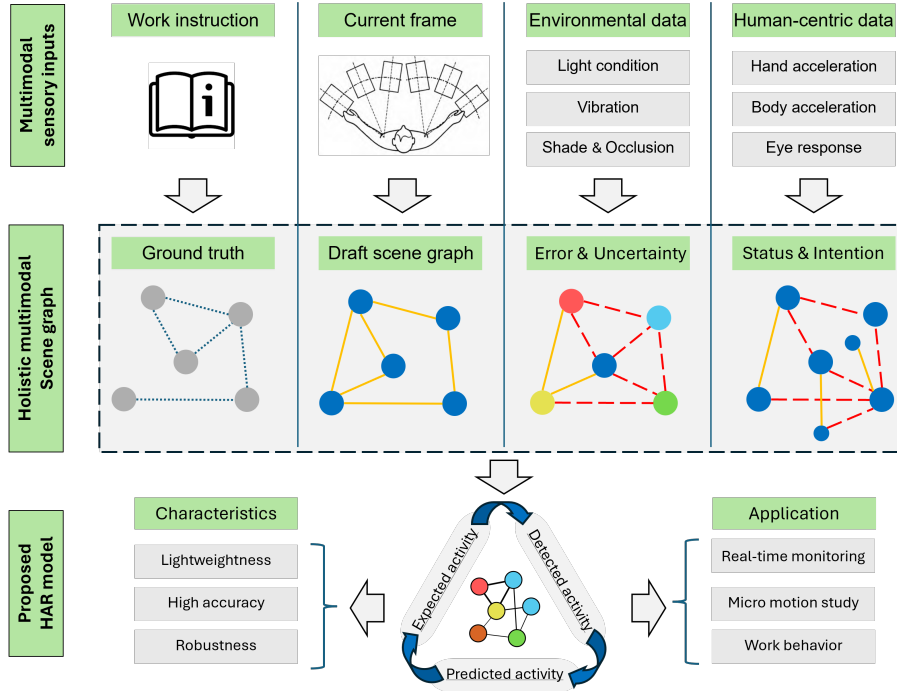 Multimodal
sensory inputs
Work instruction
Current frame
Environmental data
Human-centric data
i
Light condition
Vibration
Shade & Occlusion
Hand acceleration
Body acceleration
Eye response
Holistic multimodal
Scene graph
Ground truth
Draft scene graph
Error & Uncertainty
Status & Intention
Proposed
HAR model
Characteristics
Lightweightness
High accuracy
Robustness
Expected activity
Detected activity
Predicted activity
Application
Real-time monitoring
Micro motion study
Work behavior